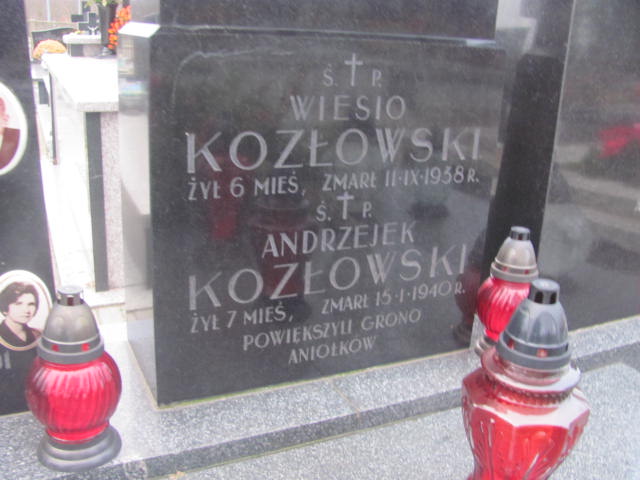 Ś. † P.
WIESIO
KOZŁOWSKI
ŻYŁ 6 MIEŚ, ZMARŁ 11·IX·1938 R.
Ś. † P.
ANDRZEJEK
KOZŁOWSKI
ŻYŁ 7 MIEŚ, ZMARŁ 15·I·1940 R.
POWIĘKSZYLI GRONO
ANIOŁKÓW